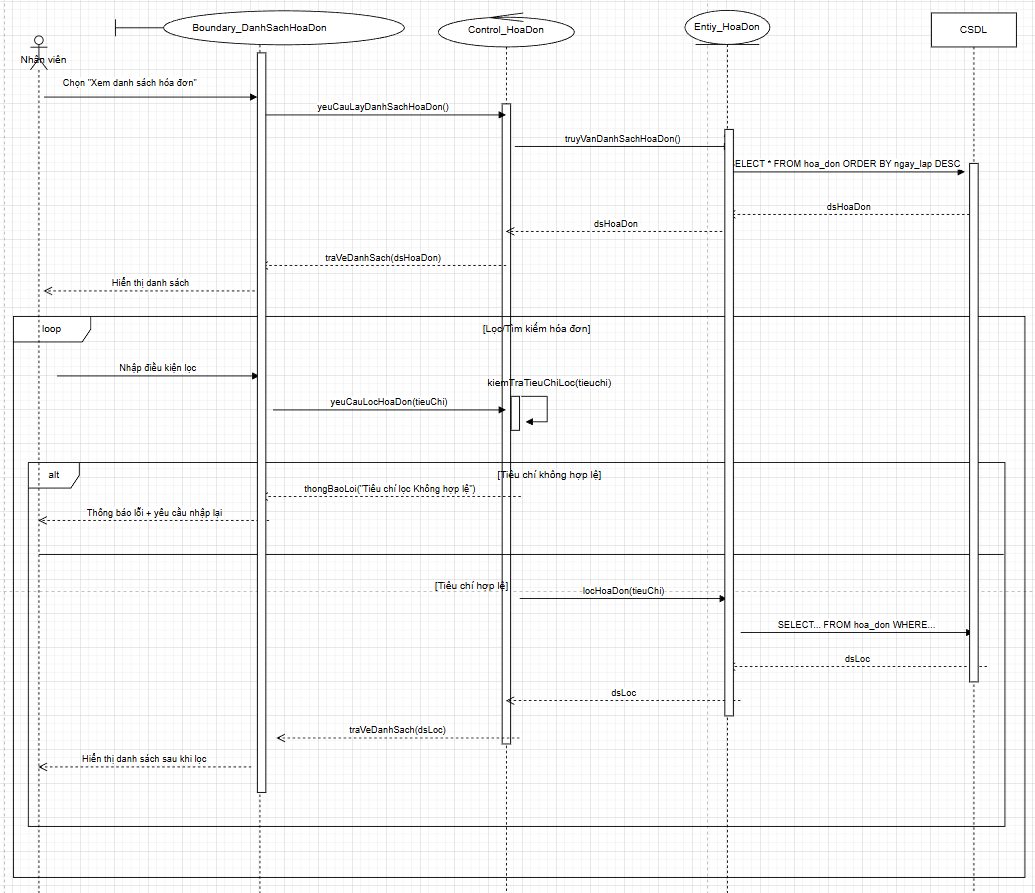 Boundary_DanhSachHoaDon
Control_HoaDon
Entiy_HoaDon
CSDL
Nhân viên
Chọn "Xem danh sách hóa đơn"
yeuCauLayDanhSachHoaDon()
truyVanDanhSachHoaDon()
ELECT * FROM hoa_don ORDER BY ngay_lap DESC
dsHoaDon
dsHoaDon
traVeDanhSach(dsHoaDon)
Hiển thị danh sách
loop
[Lọc/Tìm kiếm hóa đơn]
Nhập điều kiện lọc
kiemTraTieuChiLoc(tieuchi)
yeuCauLocHoaDon(tieuChi)
alt
[Tiêu chí không hợp lệ]
thongBaoLoi("Tiêu chí lọc Không hợp lệ")
Thông báo lỗi + yêu cầu nhập lại
[Tiêu chí hợp lệ]
locHoaDon(tieuChi)
SELECT... FROM hoa_don WHERE...
dsLoc
dsLoc
traVeDanhSach(dsLoc)
Hiển thị danh sách sau khi lọc